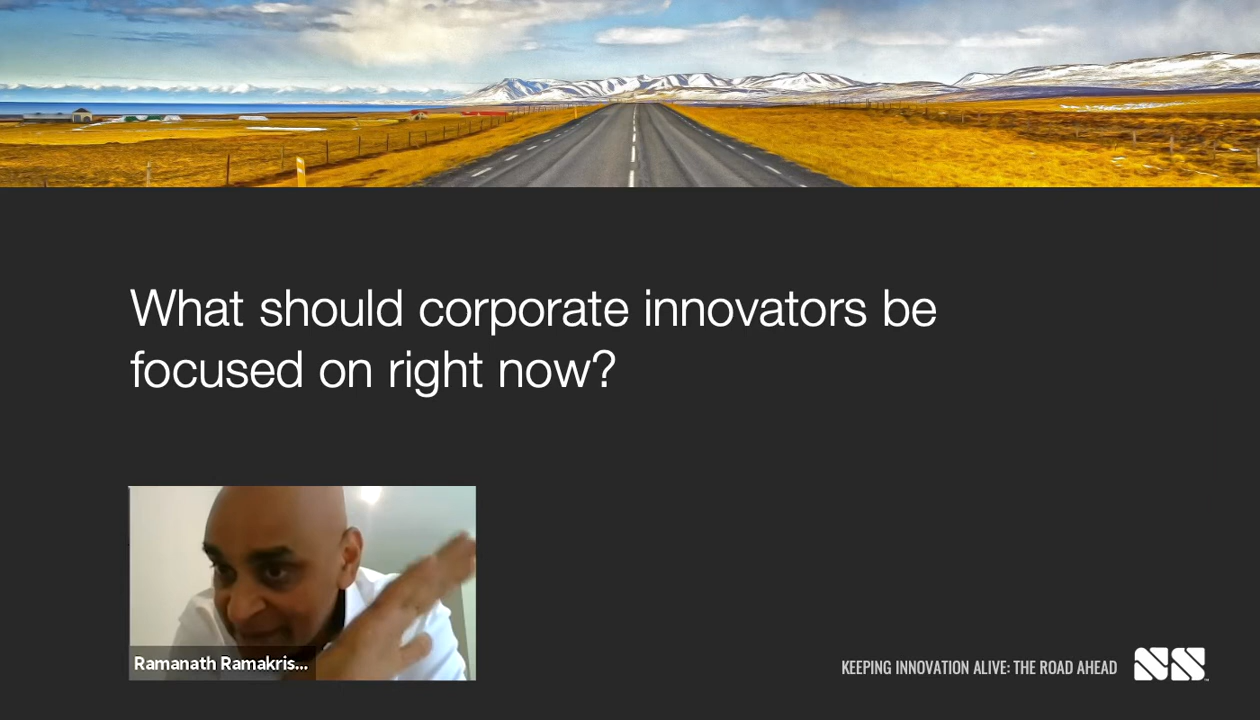 What should corporate innovators be
focused on right now?
Ramanath Ramakris...
KEEPING INNOVATION ALIVE: THE ROAD AHEAD